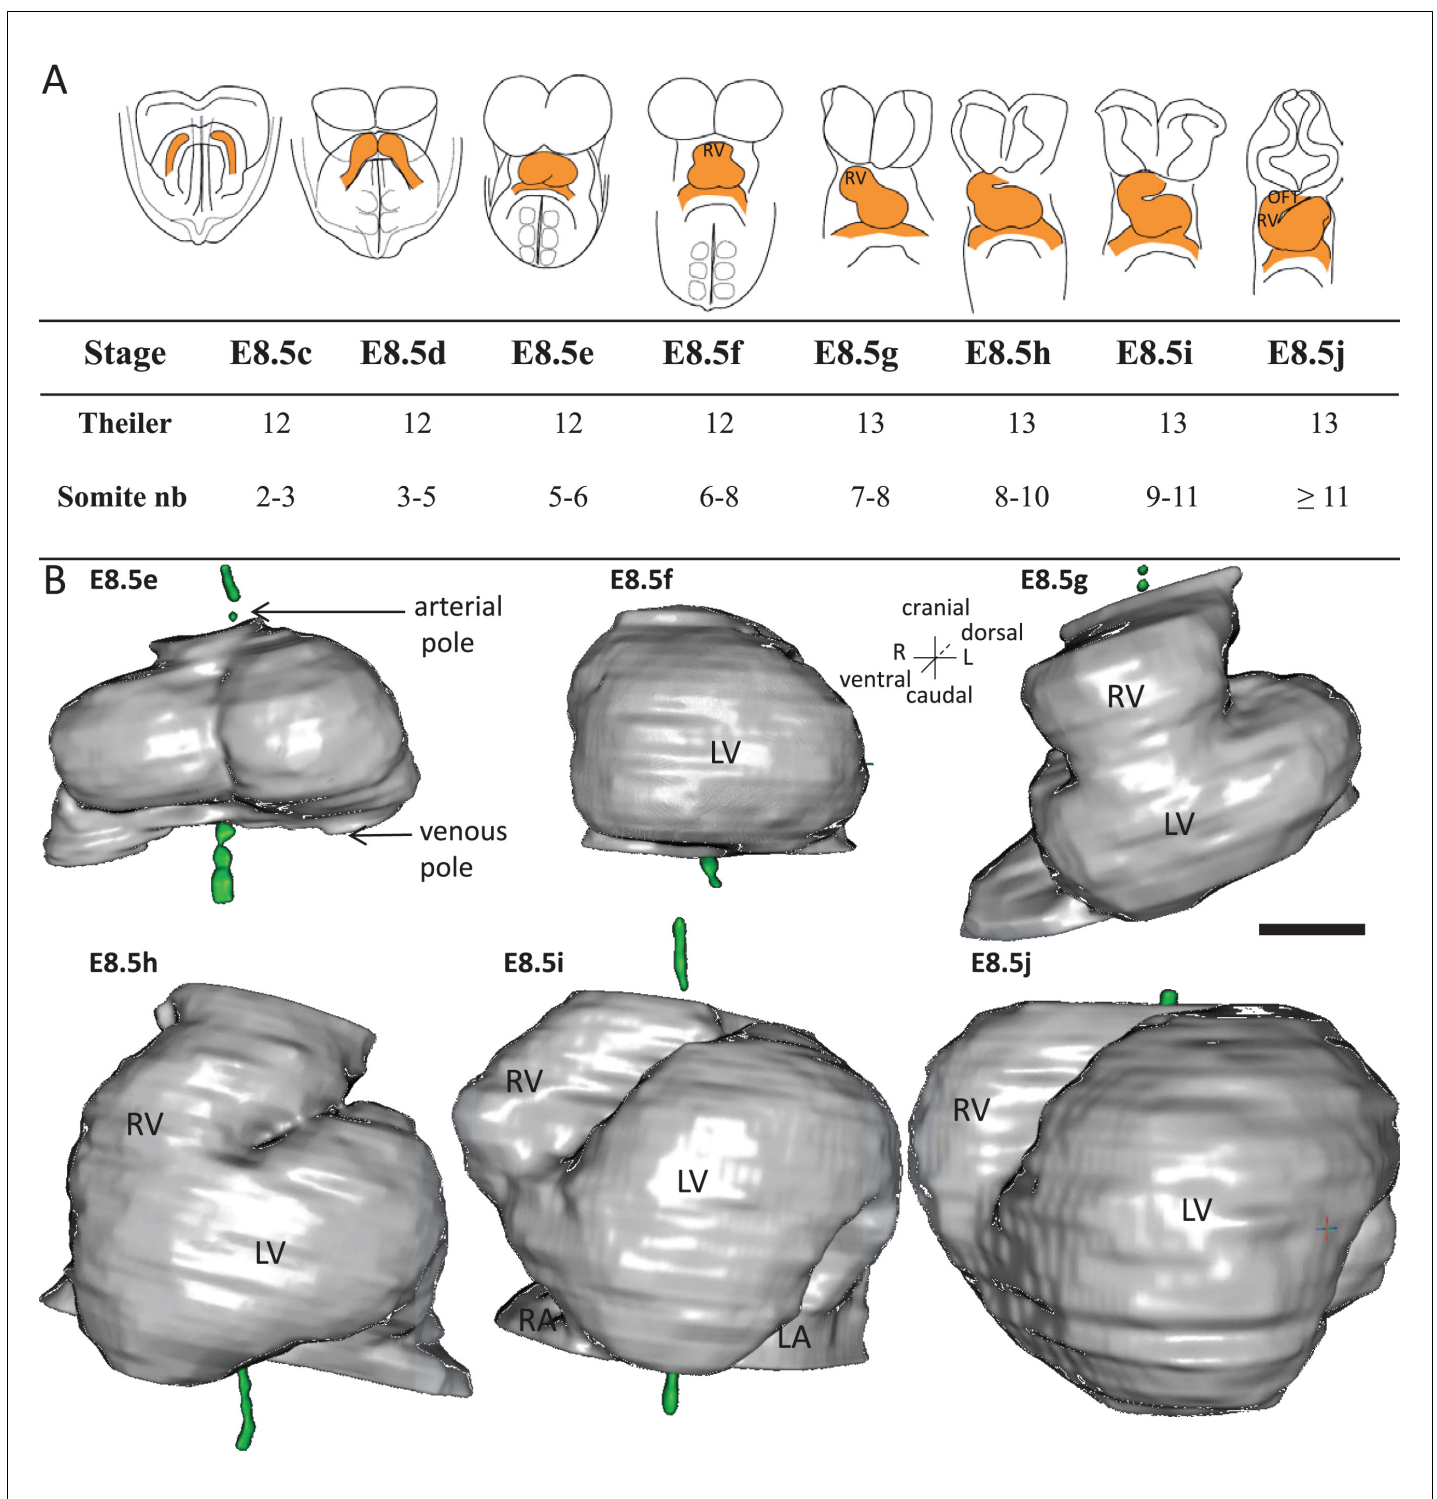 A
RV
RV
OFT
RV
Stage E8.5c E8.5d E8.5e E8.5f E8.5g E8.5h E8.5i E8.5j
Theiler 12 12 12 12 13 13 13 13
Somite nb 2-3 3-5 5-6 6-8 7-8 8-10 9-11 ≥ 11
B
E8.5e
arterial
pole
venous
pole
E8.5f
LV
cranial
dorsal
R L
ventral
caudal
E8.5g
RV
LV
E8.5h
RV
LV
E8.5i
RV
LV
RA
LA
E8.5j
RV
LV